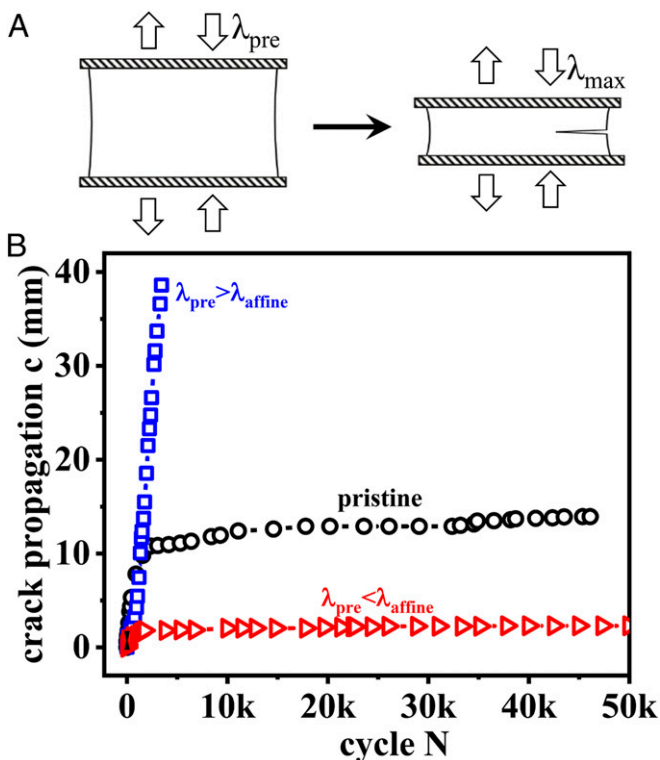 A
λpre
λmax
B
crack propagation c (mm)
40
30
20
10
0
λpre>λaffine
pristine
λpre<λaffine
0 10k 20k 30k 40k 50k
cycle N